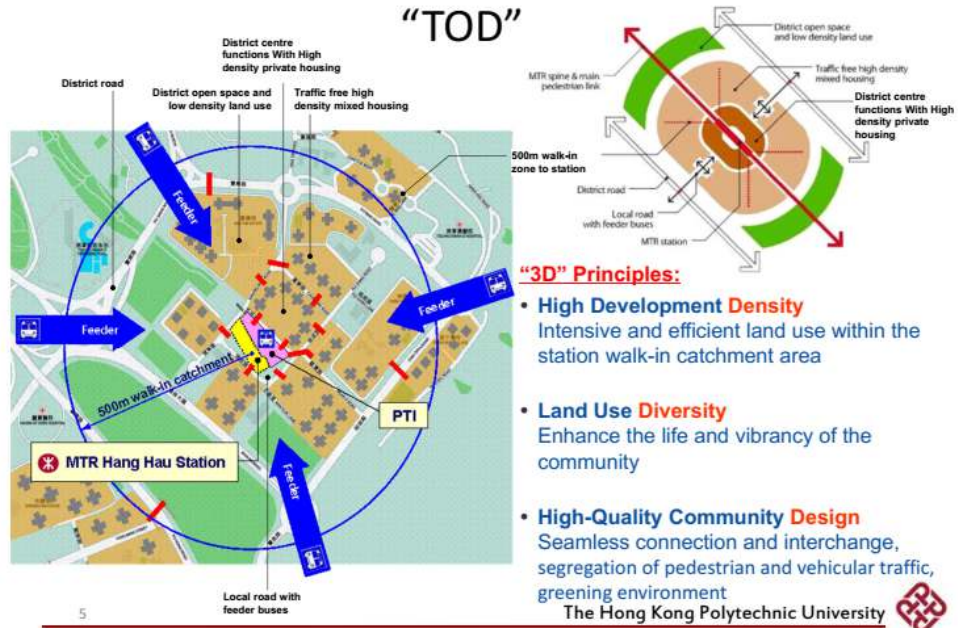 “TOD”
District centre
functions With High
density private housing
District road
District open space and
low density land use
Traffic free high
density mixed housing
500m walk-in
zone to station
Feeder
Feeder
Feeder
Feeder
500m walk-in catchment
PTI
MTR Hang Hau Station
Local road with
feeder buses
District open space
and low density land use
Traffic free high density
mixed housing
MTR spine & main
pedestrian link
District centre
functions With High
density private
housing
District road
Local road
with feeder buses
MTR station
“3D” Principles:
• High Development Density
Intensive and efficient land use within the
station walk-in catchment area
• Land Use Diversity
Enhance the life and vibrancy of the
community
• High-Quality Community Design
Seamless connection and interchange,
segregation of pedestrian and vehicular traffic,
greening environment
5
The Hong Kong Polytechnic University